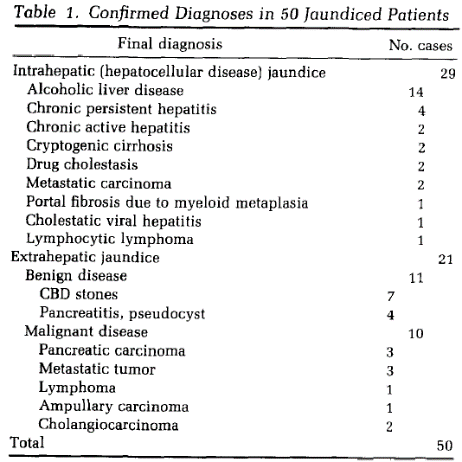 Table 1. Confirmed Diagnoses in 50 Jaundiced Patients
Final diagnosis No. cases
Intrahepatic (hepatocellular disease) jaundice 29
Alcoholic liver disease 14
Chronic persistent hepatitis 4
Chronic active hepatitis 2
Cryptogenic cirrhosis 2
Drug cholestasis 2
Metastatic carcinoma 2
Portal fibrosis due to myeloid metaplasia 1
Cholestatic viral hepatitis 1
Lymphocytic lymphoma 1
Extrahepatic jaundice 21
Benign disease 11
CBD stones 7
Pancreatitis, pseudocyst 4
Malignant disease 10
Pancreatic carcinoma 3
Metastatic tumor 3
Lymphoma 1
Ampullary carcinoma 1
Cholangiocarcinoma 2
Total 50